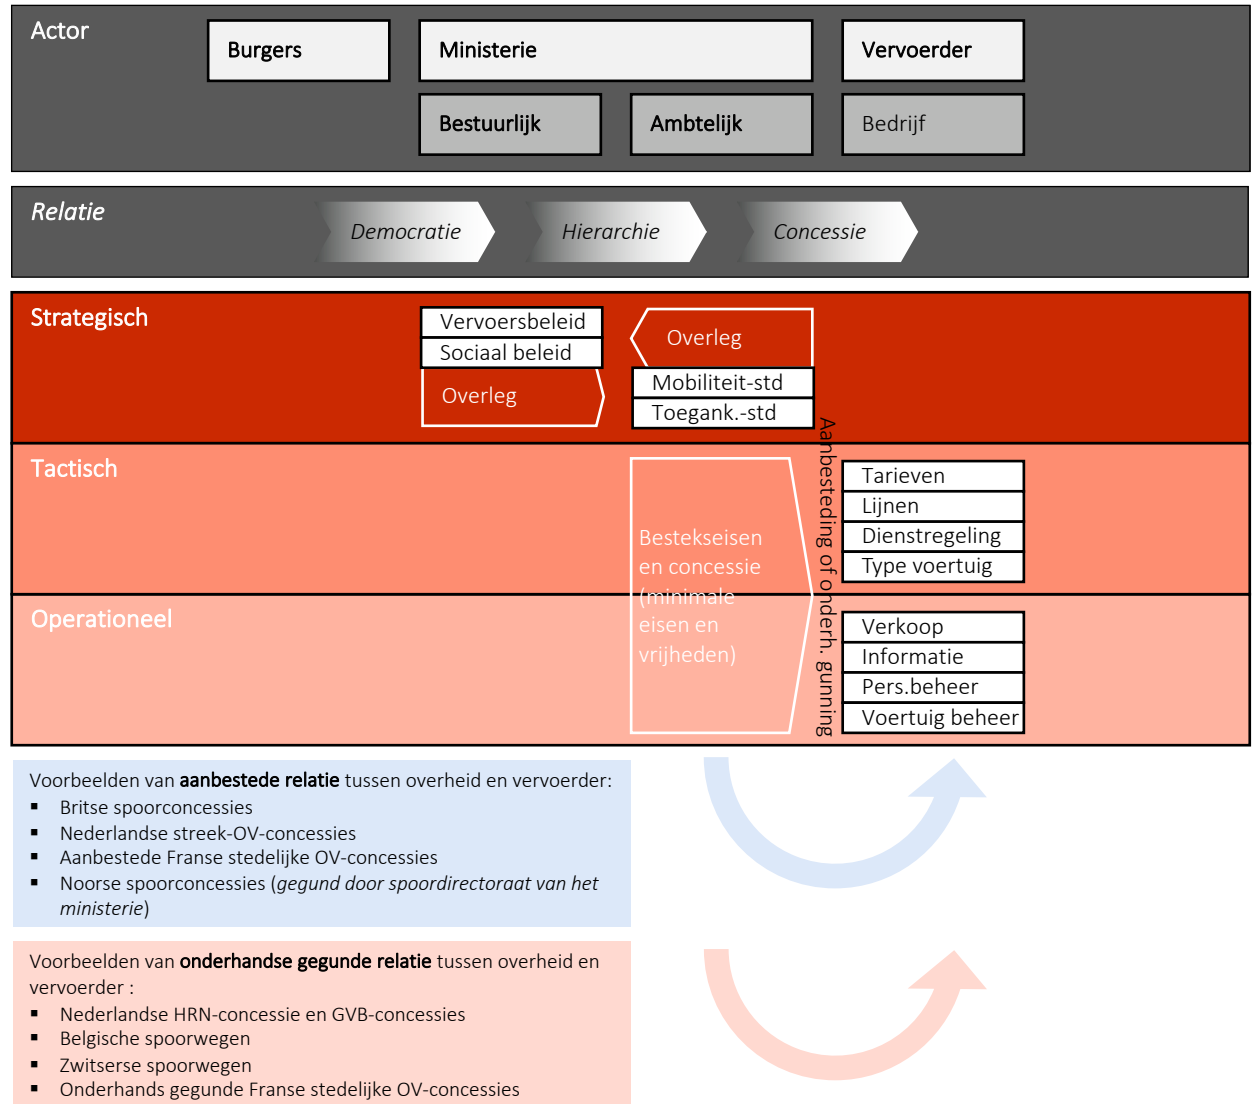 Actor
Burgers
Ministerie
Vervoerder
Bestuurlijk
Ambtelijk
Bedrijf
Relatie
Democratie
Hierarchie
Concessie
Strategisch
Vervoersbeleid
Sociaal beleid
Overleg
Overleg
Mobiliteit-std
Toegank.-std
Aanbesteding of onderh. gunning
Tactisch
Bestekseisen
en concessie
(minimale
eisen en
vrijheden)
Tarieven
Lijnen
Dienstregeling
Type voertuig
Operationeel
Verkoop
Informatie
Pers.beheer
Voertuig beheer
Voorbeelden van aanbestede relatie tussen overheid en vervoerder:
▪ Britse spoorconcessies
▪ Nederlandse streek-OV-concessies
▪ Aanbestede Franse stedelijke OV-concessies
▪ Noorse spoorconcessies (gegund door spoordirectoraat van het
ministerie)
Voorbeelden van onderhandse gegunde relatie tussen overheid en
vervoerder :
▪ Nederlandse HRN-concessie en GVB-concessies
▪ Belgische spoorwegen
▪ Zwitserse spoorwegen
▪ Onderhands gegunde Franse stedelijke OV-concessies